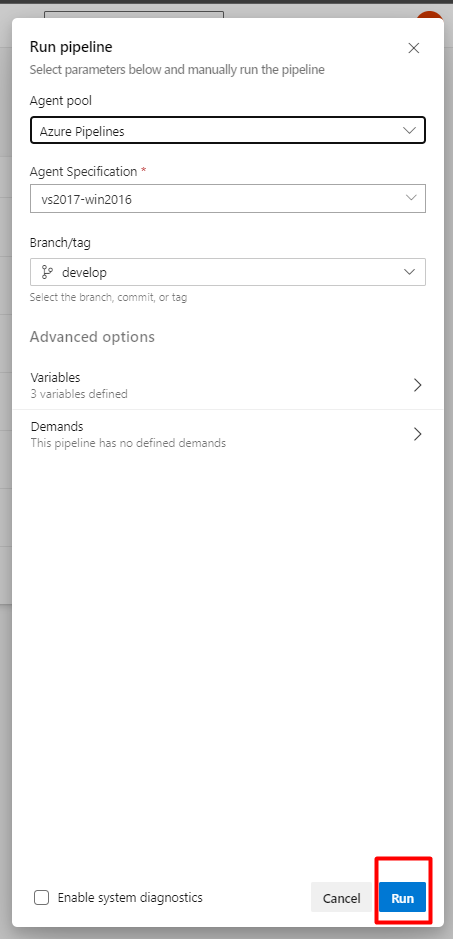 Run pipeline
Select parameters below and manually run the pipeline
Agent pool
Azure Pipelines
Agent Specification *
vs2017-win2016
Branch/tag
develop
Select the branch, commit, or tag
Advanced options
Variables
3 variables defined
Demands
This pipeline has no defined demands
Enable system diagnostics
Cancel
Run